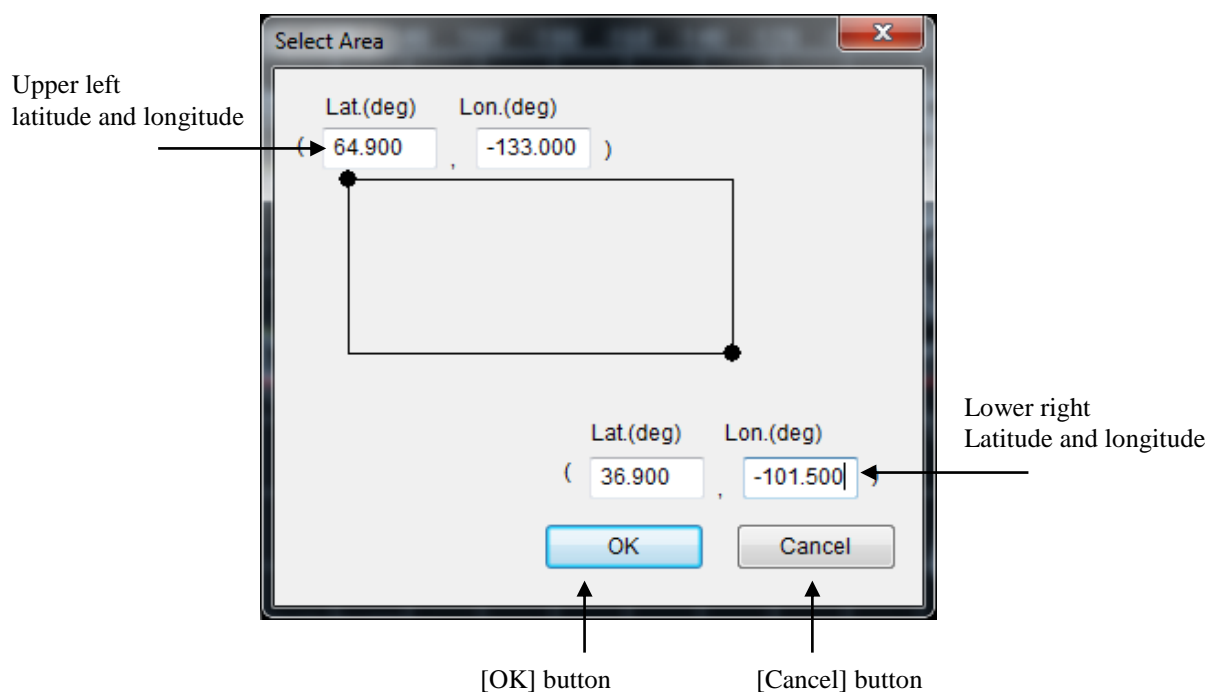 Select Area
Upper left
latitude and longitude
Lat.(deg) Lon.(deg)
( 64.900 , -133.000 )
Lower right
Latitude and longitude
Lat.(deg) Lon.(deg)
( 36.900 , -101.500 )
OK Cancel
[OK] button [Cancel] button